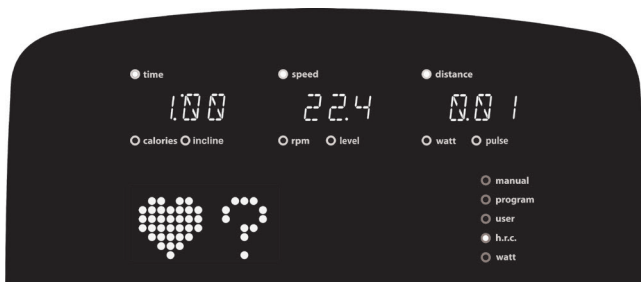 time speed distance
1:00 22.4 0.01
calories incline rpm level watt pulse
manual
program
user
h.r.c.
watt
?